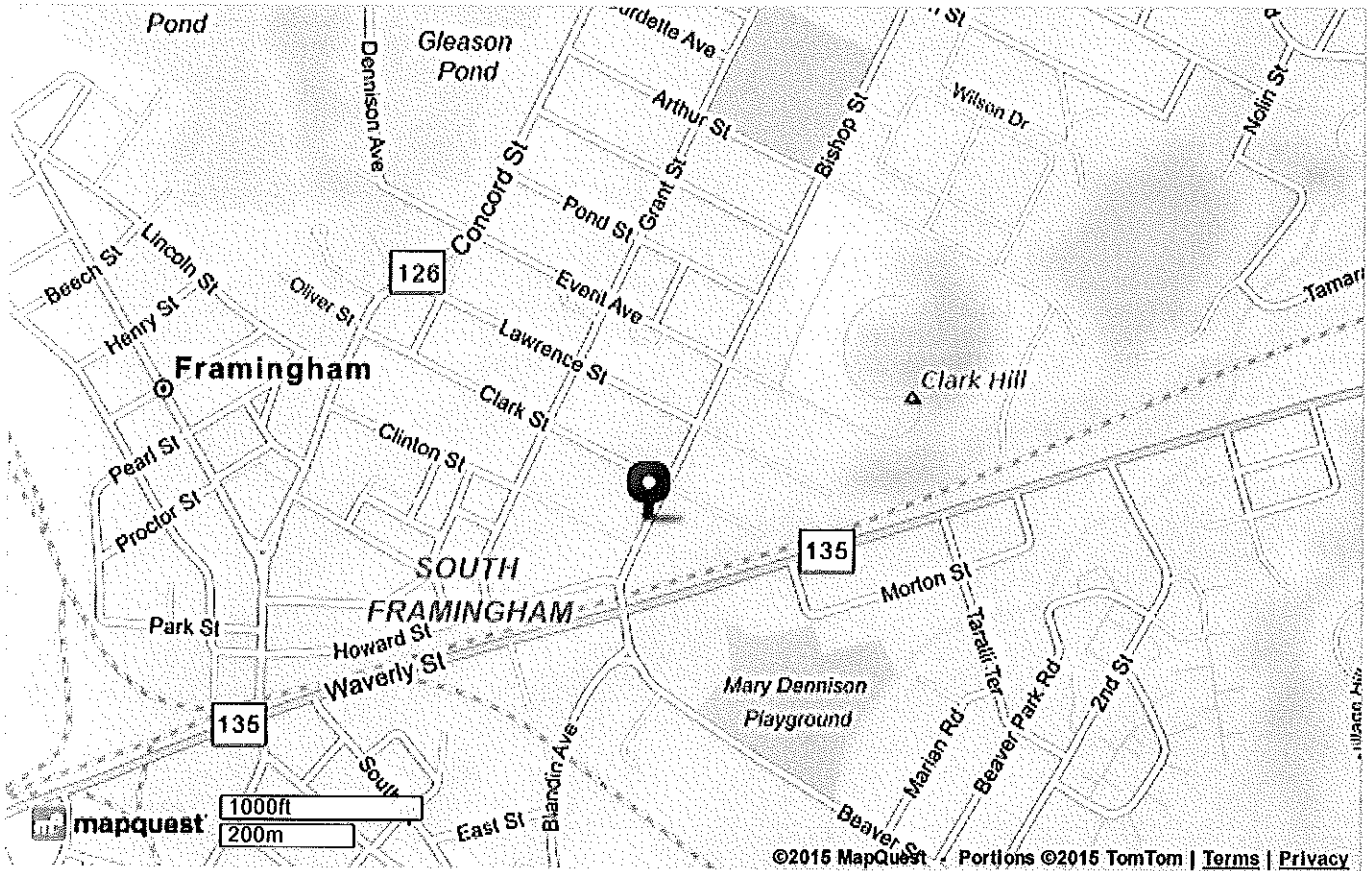 Pond
Gleason
Pond
Dennison Ave
Concord St
Arthur St
Grant St
Bishop St
Wilson Dr
Nolin St
Pond St
Beech St
Lincoln St
Henry St
Oliver St
126
Event Ave
Lawrence St
Framingham
Clark St
Clark Hill
Clinton St
Pearl St
Proctor St
135
SOUTH
FRAMINGHAM
Morton St
Park St
Howard St
Waverly St
135
Mary Dennison
Playground
Blandin Ave
Marian Rd
Beaver Park Rd
2nd St
East St
Beaver St
1000ft
200m
mapquest
©2015 MapQuest - Portions ©2015 TomTom | Terms | Privacy